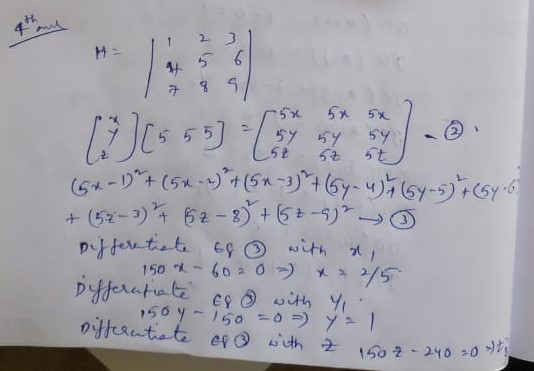 4th ans
H = | 1 2 3
4 5 6
7 8 9 |
[x y z] [5 5 5] = [5x 5x 5x
5y 5y 5y
5z 5z 5z] - ②.
(5x-1)² + (5x-2)² + (5x-3)² + (5y-4)² + (5y-5)² + (5y-6)²
+ (5z-3)² + (5z-8)² + (5z-9)² → ③
Differentiate eq ③ with x,
150x - 60 = 0 => x = 2/5
Differentiate eq ③ with y,
150y - 150 = 0 => y = 1
Differentiate eq ③ with z 150z - 240 = 0 => z